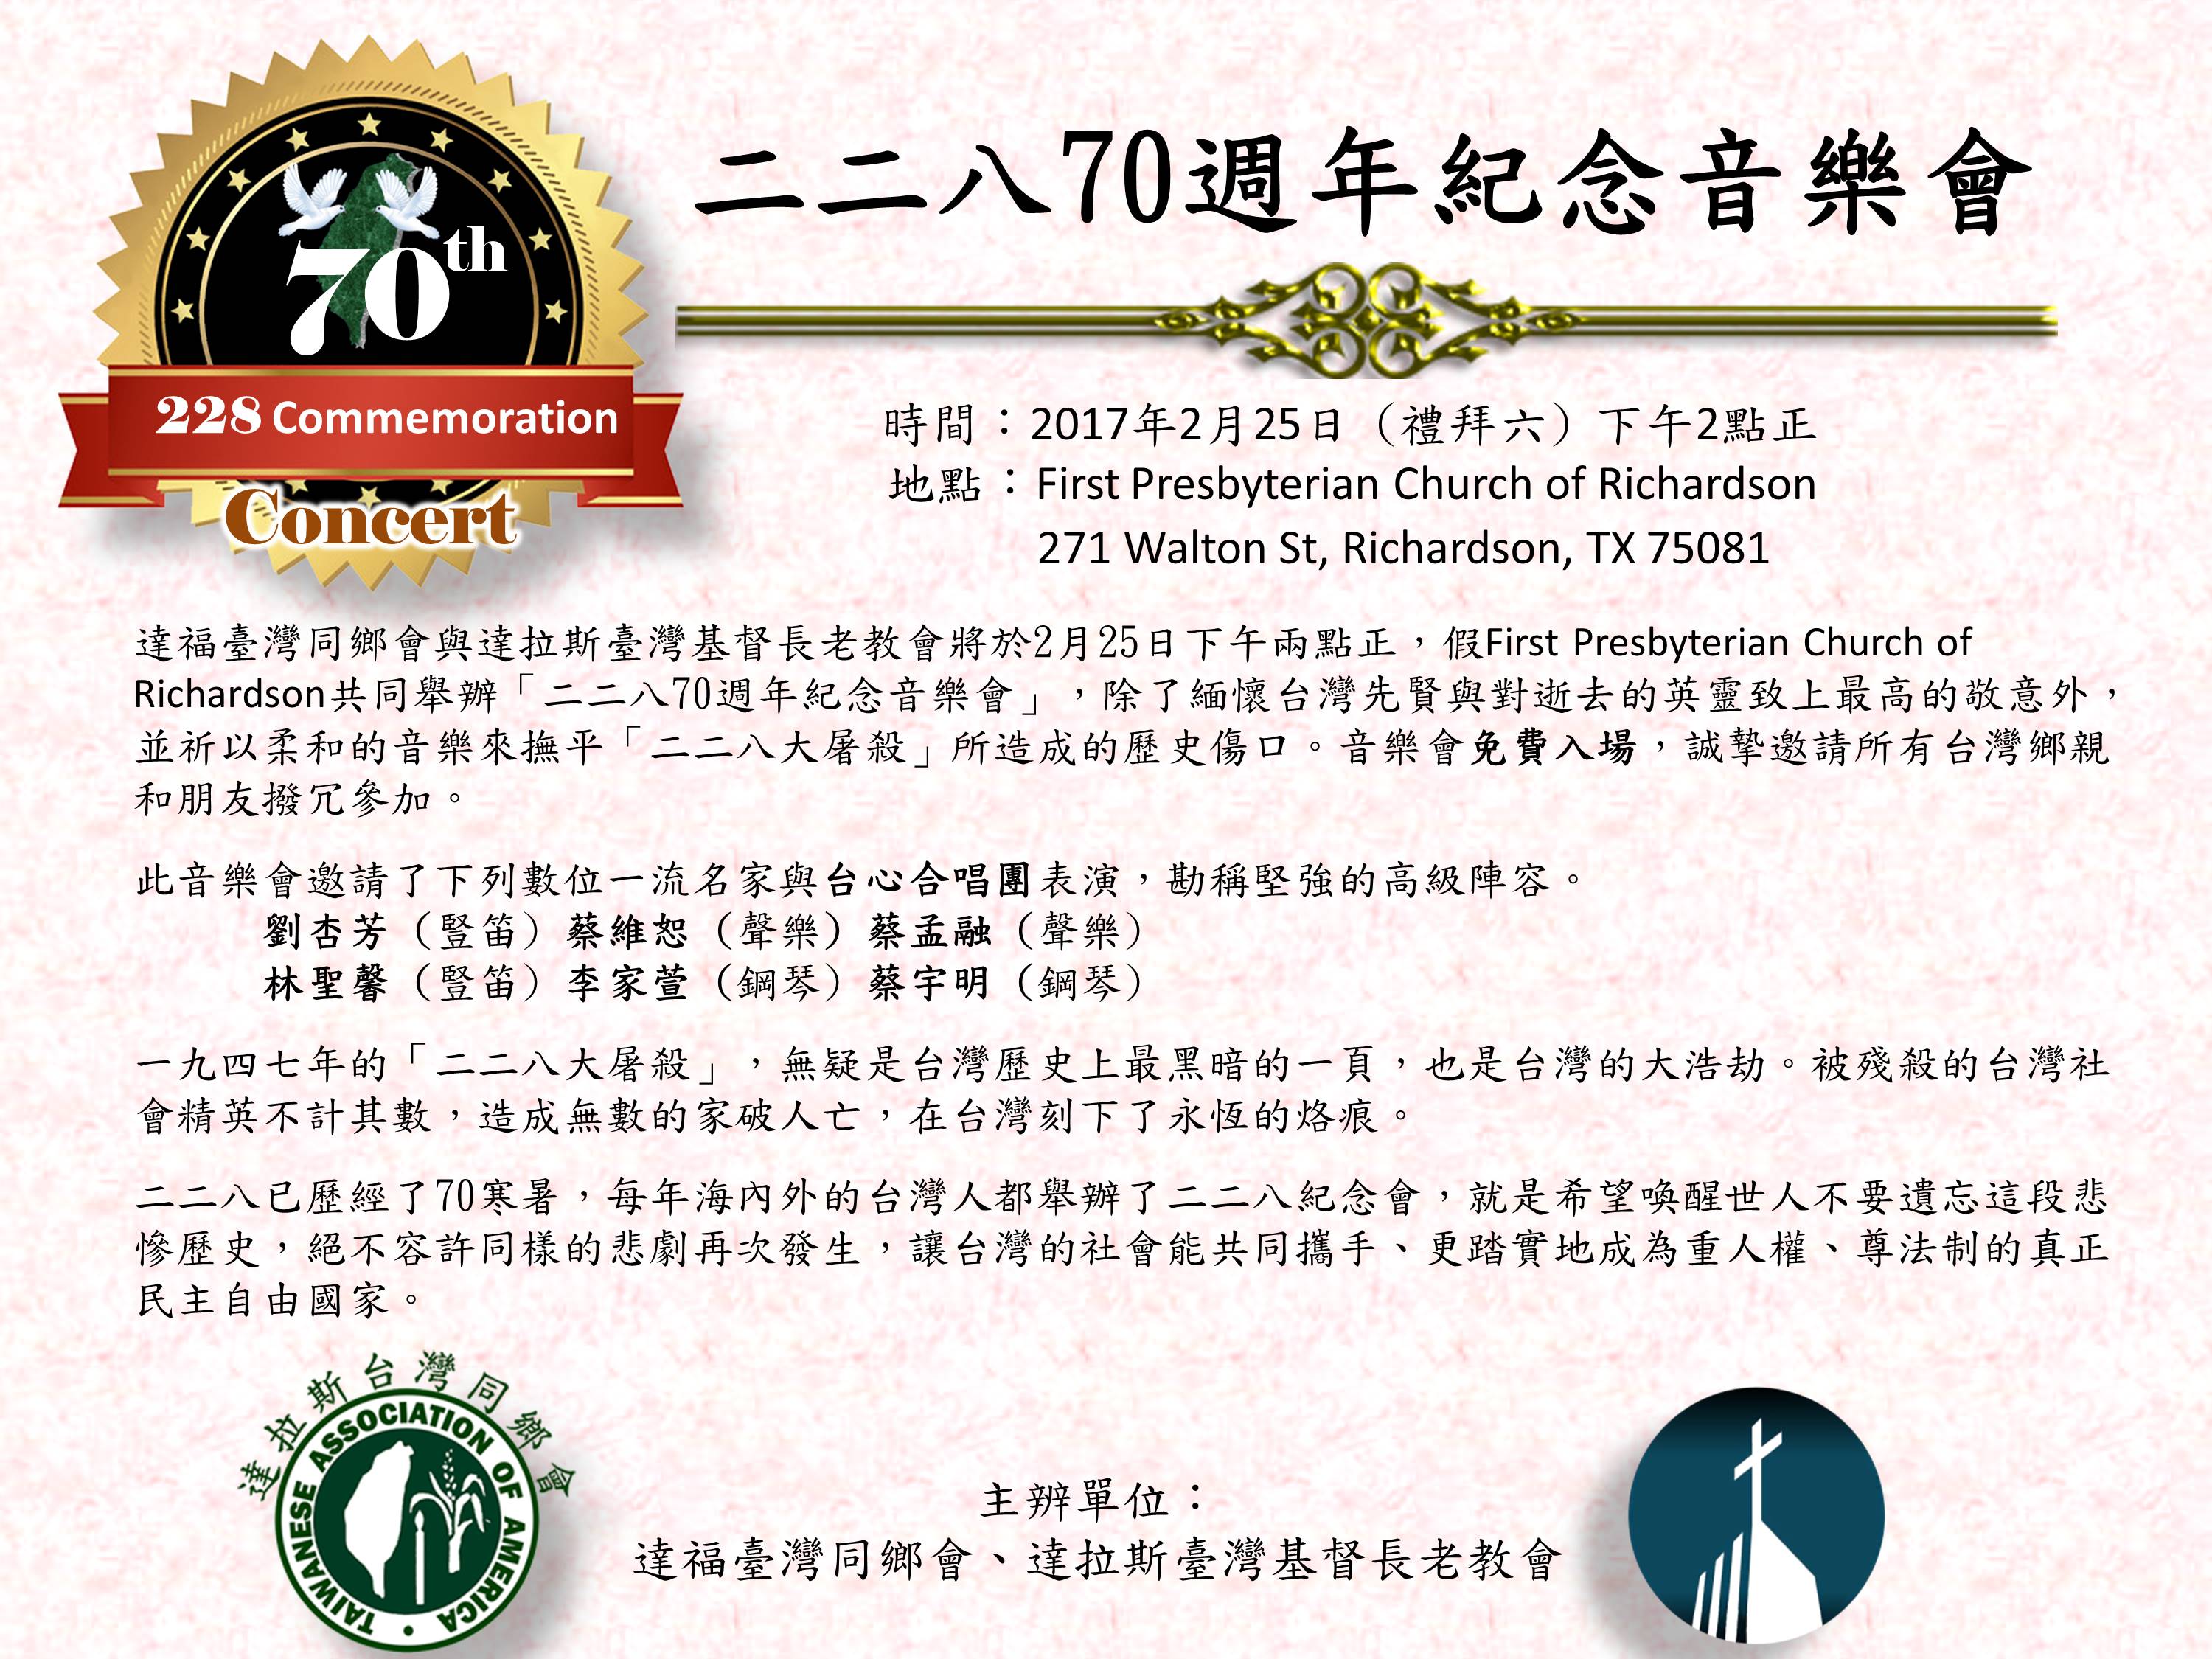 70th
228 Commemoration
Concert
二二八70週年紀念音樂會
時間：2017年2月25日（禮拜六）下午2點正
地點：First Presbyterian Church of Richardson
271 Walton St, Richardson, TX 75081
達福臺灣同鄉會與達拉斯臺灣基督長老教會將於2月25日下午兩點正，假First Presbyterian Church of
Richardson共同舉辦「二二八70週年紀念音樂會」，除了緬懷台灣先賢與對逝去的英靈致上最高的敬意外，
並祈以柔和的音樂來撫平「二二八大屠殺」所造成的歷史傷口。音樂會免費入場，誠摯邀請所有台灣鄉親
和朋友撥冗參加。
此音樂會邀請了下列數位一流名家與台心合唱團表演，勘稱堅強的高級陣容。
劉杏芳（豎笛）蔡維恕（聲樂）蔡孟融（聲樂）
林聖馨（豎笛）李家萱（鋼琴）蔡宇明（鋼琴）
一九四七年的「二二八大屠殺」，無疑是台灣歷史上最黑暗的一頁，也是台灣的大浩劫。被殘殺的台灣社
會精英不計其數，造成無數的家破人亡，在台灣刻下了永恆的烙痕。
二二八已歷經了70寒暑，每年海內外的台灣人都舉辦了二二八紀念會，就是希望喚醒世人不要遺忘這段悲
慘歷史，絕不容許同樣的悲劇再次發生，讓台灣的社會能共同攜手、更踏實地成為重人權、尊法制的真正
民主自由國家。
達拉斯台灣同鄉會
TAIWANESE ASSOCIATION OF AMERICA
主辨單位：
達福臺灣同鄉會、達拉斯臺灣基督長老教會